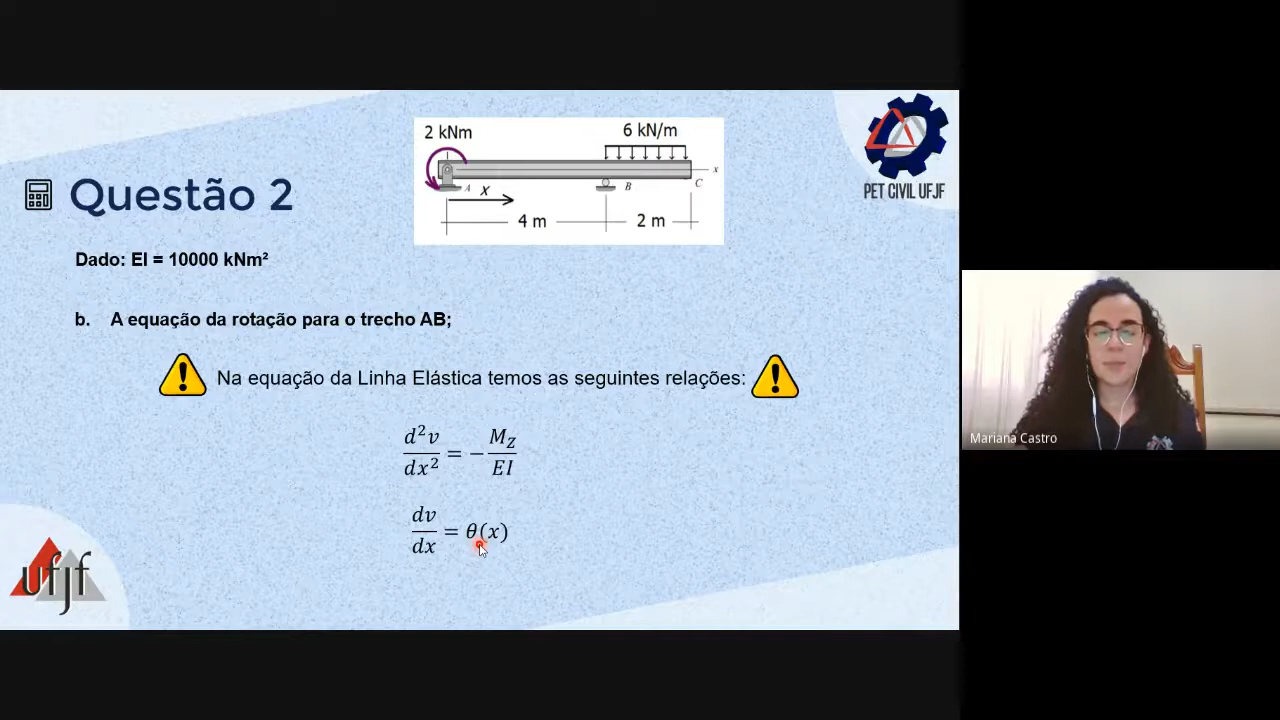 2 kNm
6 kN/m
A
X
B
C
x
4 m
2 m
PET CIVIL UFJF
Questão 2
Dado: EI = 10000 kNm²
b. A equação da rotação para o trecho AB;
Na equação da Linha Elástica temos as seguintes relações:
d²v/dx² = −M_Z/EI
dv/dx = θ(x)
ufjf
Mariana Castro